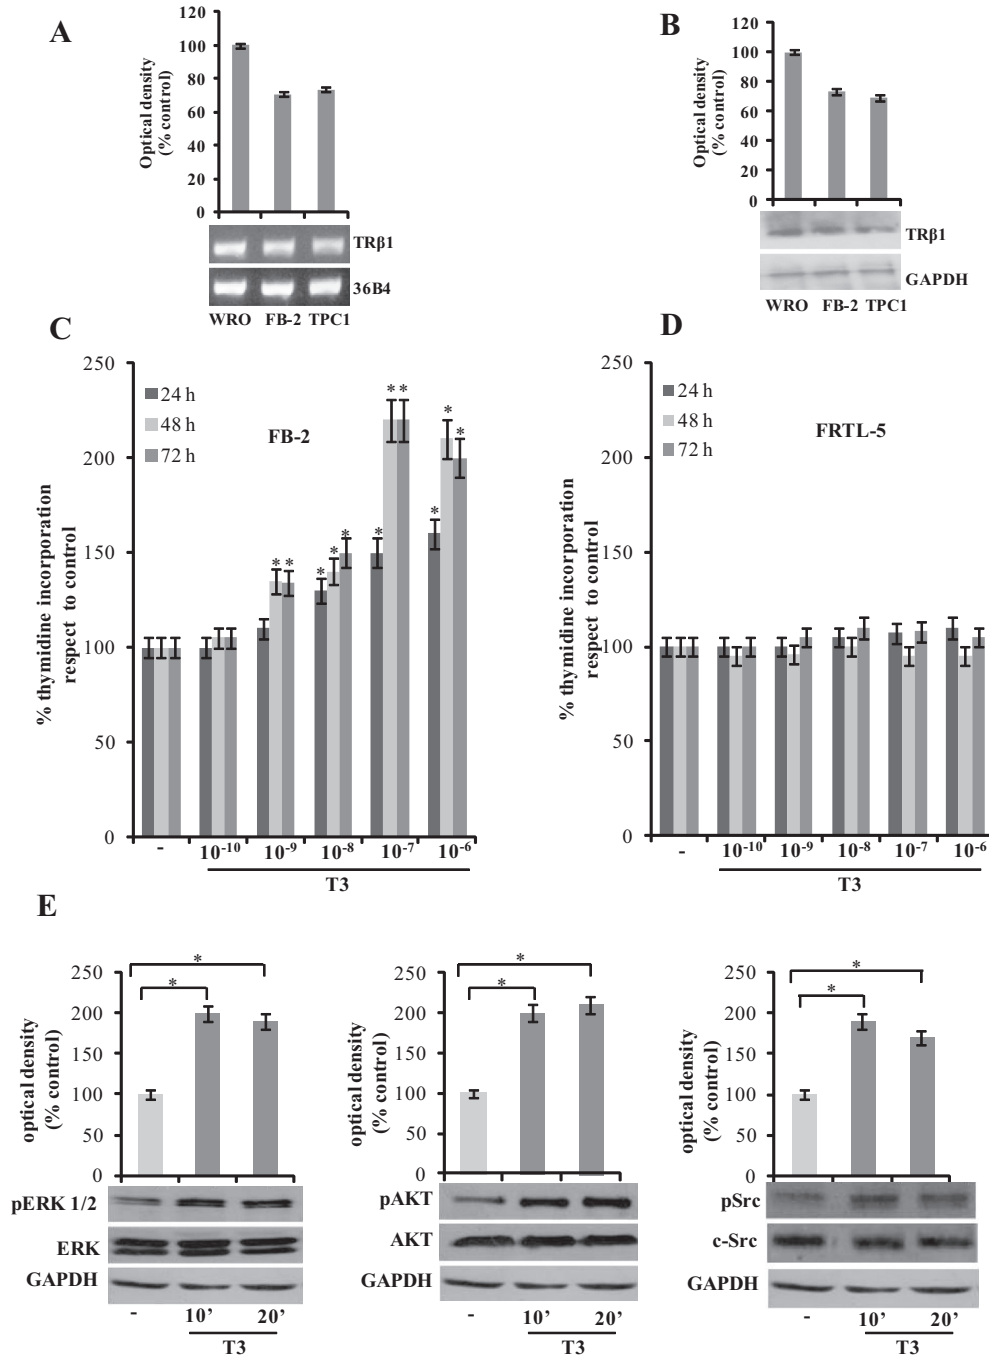 A
Optical density
(% control)
120
100
80
60
40
20
0
TRβ1
36B4
WRO FB-2 TPC1
B
Optical density
(% control)
120
100
80
60
40
20
0
TRβ1
GAPDH
WRO FB-2 TPC1
C
% thymidine incorporation
respect to control
250
200
150
100
50
0
24 h
48 h
72 h
FB-2
* * * * * * * * * * *
- 10-10 10-9 10-8 10-7 10-6
T3
D
% thymidine incorporation
respect to control
250
200
150
100
50
0
24 h
48 h
72 h
FRTL-5
- 10-10 10-9 10-8 10-7 10-6
T3
E
optical density
(% control)
250
200
150
100
50
0
*
*
pERK 1/2
ERK
GAPDH
- 10’ 20’
T3
optical density
(% control)
250
200
150
100
50
0
*
*
pAKT
AKT
GAPDH
- 10’ 20’
T3
optical density
(% control)
250
200
150
100
50
0
*
*
pSrc
c-Src
GAPDH
- 10’ 20’
T3